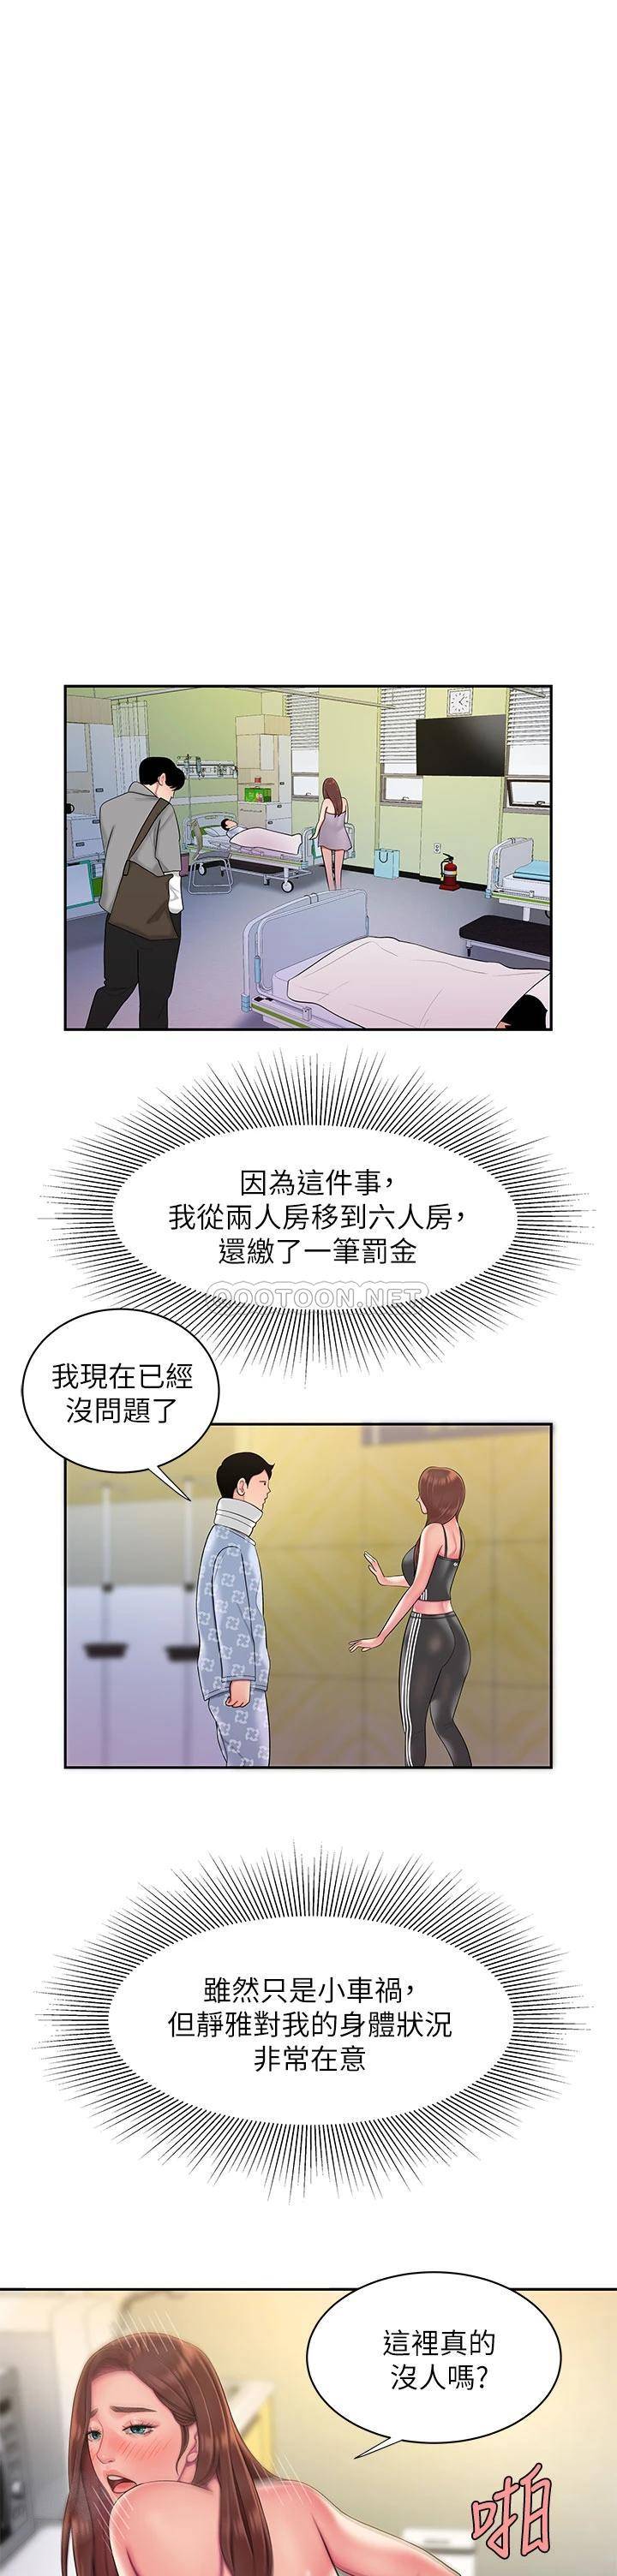 因為這件事，
我從兩人房移到六人房，
還繳了一筆罰金
OOOTOON.NET
我現在已經
沒問題了
雖然只是小車禍，
但靜雅對我的身體狀況
非常在意
這裡真的
沒人嗎?
啪